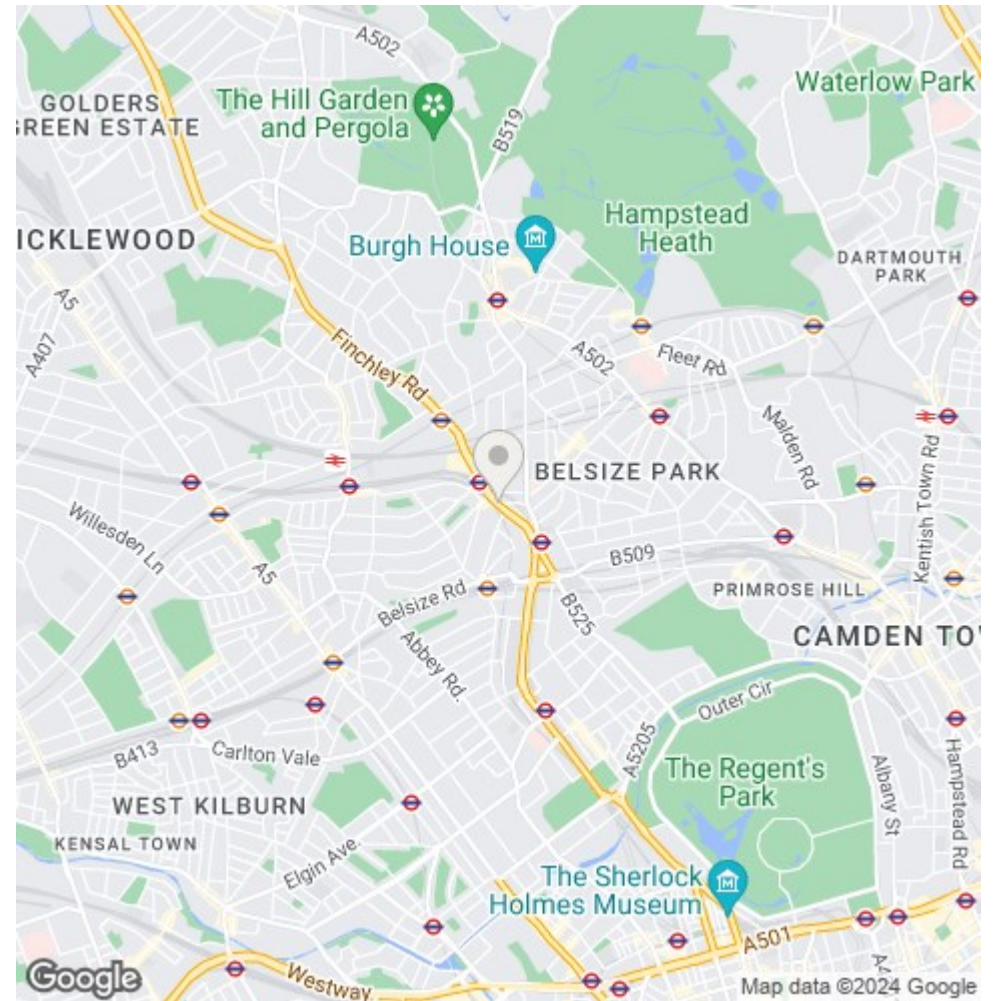 A502
Waterlow Park
GOLDERS
GREEN ESTATE
The Hill Garden
and Pergola
B519
Hampstead
Heath
ICKLEWOOD
Burgh House
DARTMOUTH
PARK
A5
A407
Finchley Rd
A502
Fleet Rd
Malden Rd
Kentish Town Rd
BELSIZE PARK
Willesden Ln
A5
B509
Belsize Rd
B525
PRIMROSE HILL
Abbey Rd.
CAMDEN TO
Outer Cir
A5205
B413
Carlton Vale
The Regent's
Park
Albany St
Hampstead Rd
WEST KILBURN
KENSAL TOWN
Elgin Ave.
The Sherlock
Holmes Museum
A501
A4
Westway
Google
Map data ©2024 Google